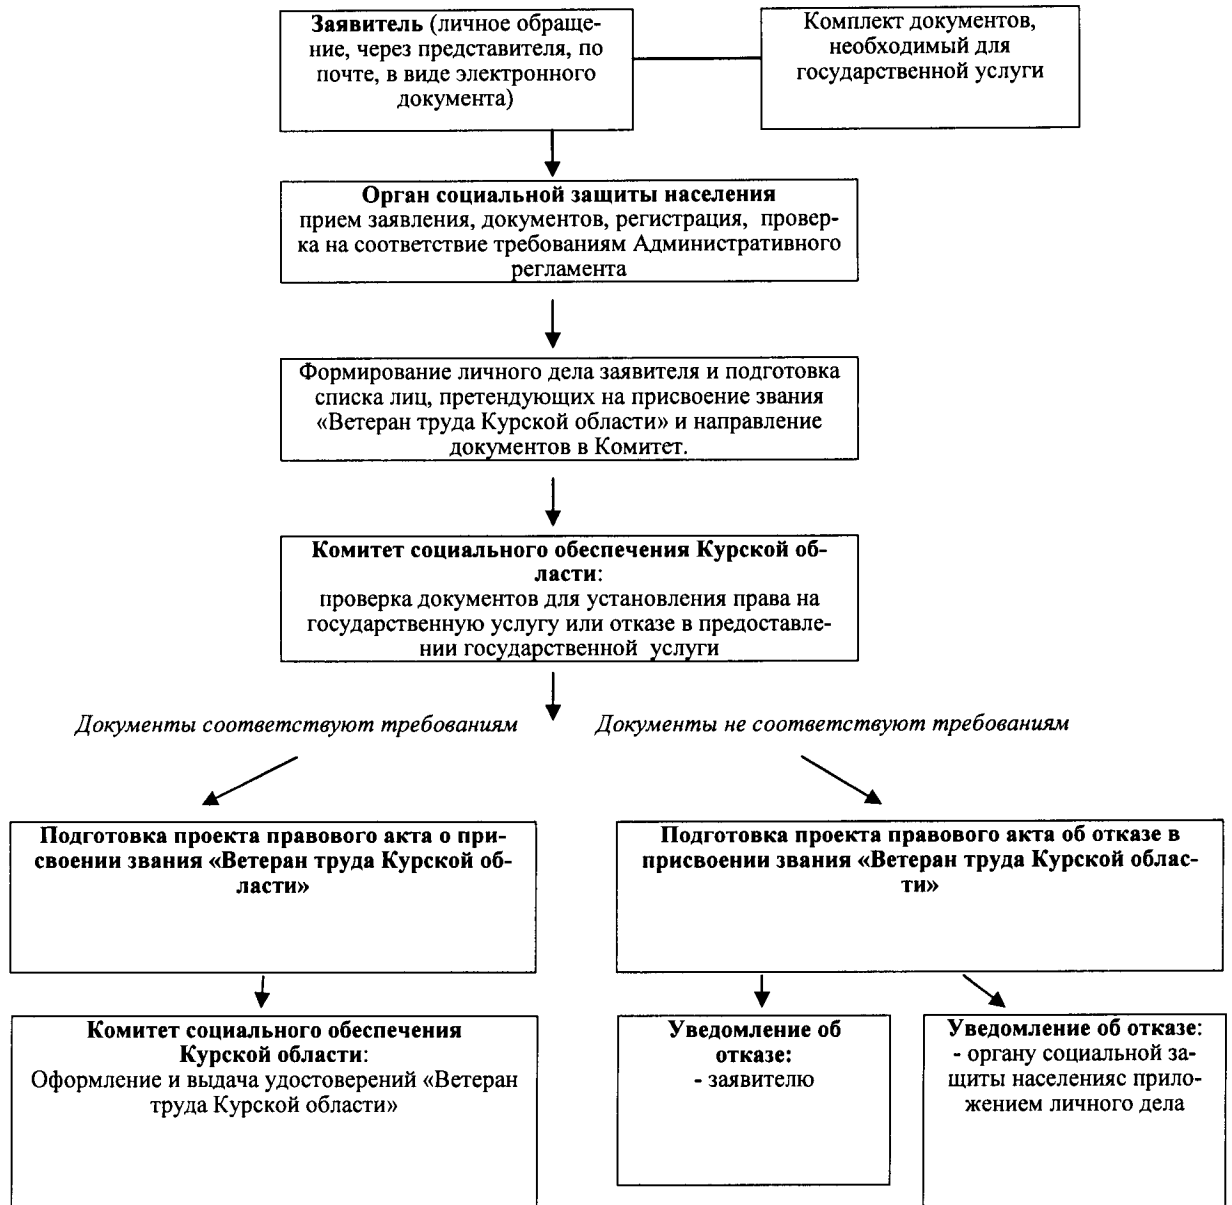 Заявитель (личное обраще-
ние, через представителя, по
почте, в виде электронного
документа)
Комплект документов,
необходимый для
государственной услуги
Орган социальной защиты населения
прием заявления, документов, регистрация, провер-
ка на соответствие требованиям Административного
регламента
Формирование личного дела заявителя и подготовка
списка лиц, претендующих на присвоение звания
«Ветеран труда Курской области» и направление
документов в Комитет.
Комитет социального обеспечения Курской об-
ласти:
проверка документов для установления права на
государственную услугу или отказе в предоставле-
нии государственной услуги
Документы соответствуют требованиям
Документы не соответствуют требованиям
Подготовка проекта правового акта о при-
своении звания «Ветеран труда Курской об-
ласти»
Подготовка проекта правового акта об отказе в
присвоении звания «Ветеран труда Курской облас-
ти»
Комитет социального обеспечения
Курской области:
Оформление и выдача удостоверений «Ветеран
труда Курской области»
Уведомление об
отказе:
- заявителю
Уведомление об отказе:
- органу социальной за-
щиты населенияс прило-
жением личного дела